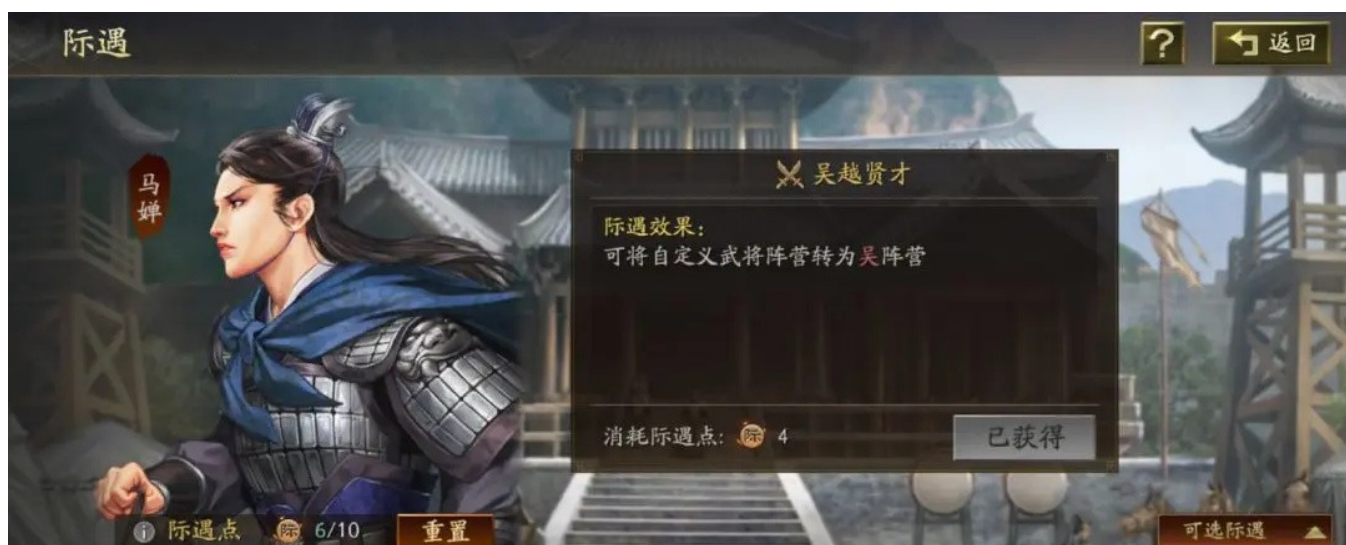 际遇
?
返回
马婵
吴越贤才
际遇效果:
可将自定义武将阵营转为吴阵营
消耗际遇点: 际 4
已获得
际遇点 际 6/10
重置
可选际遇